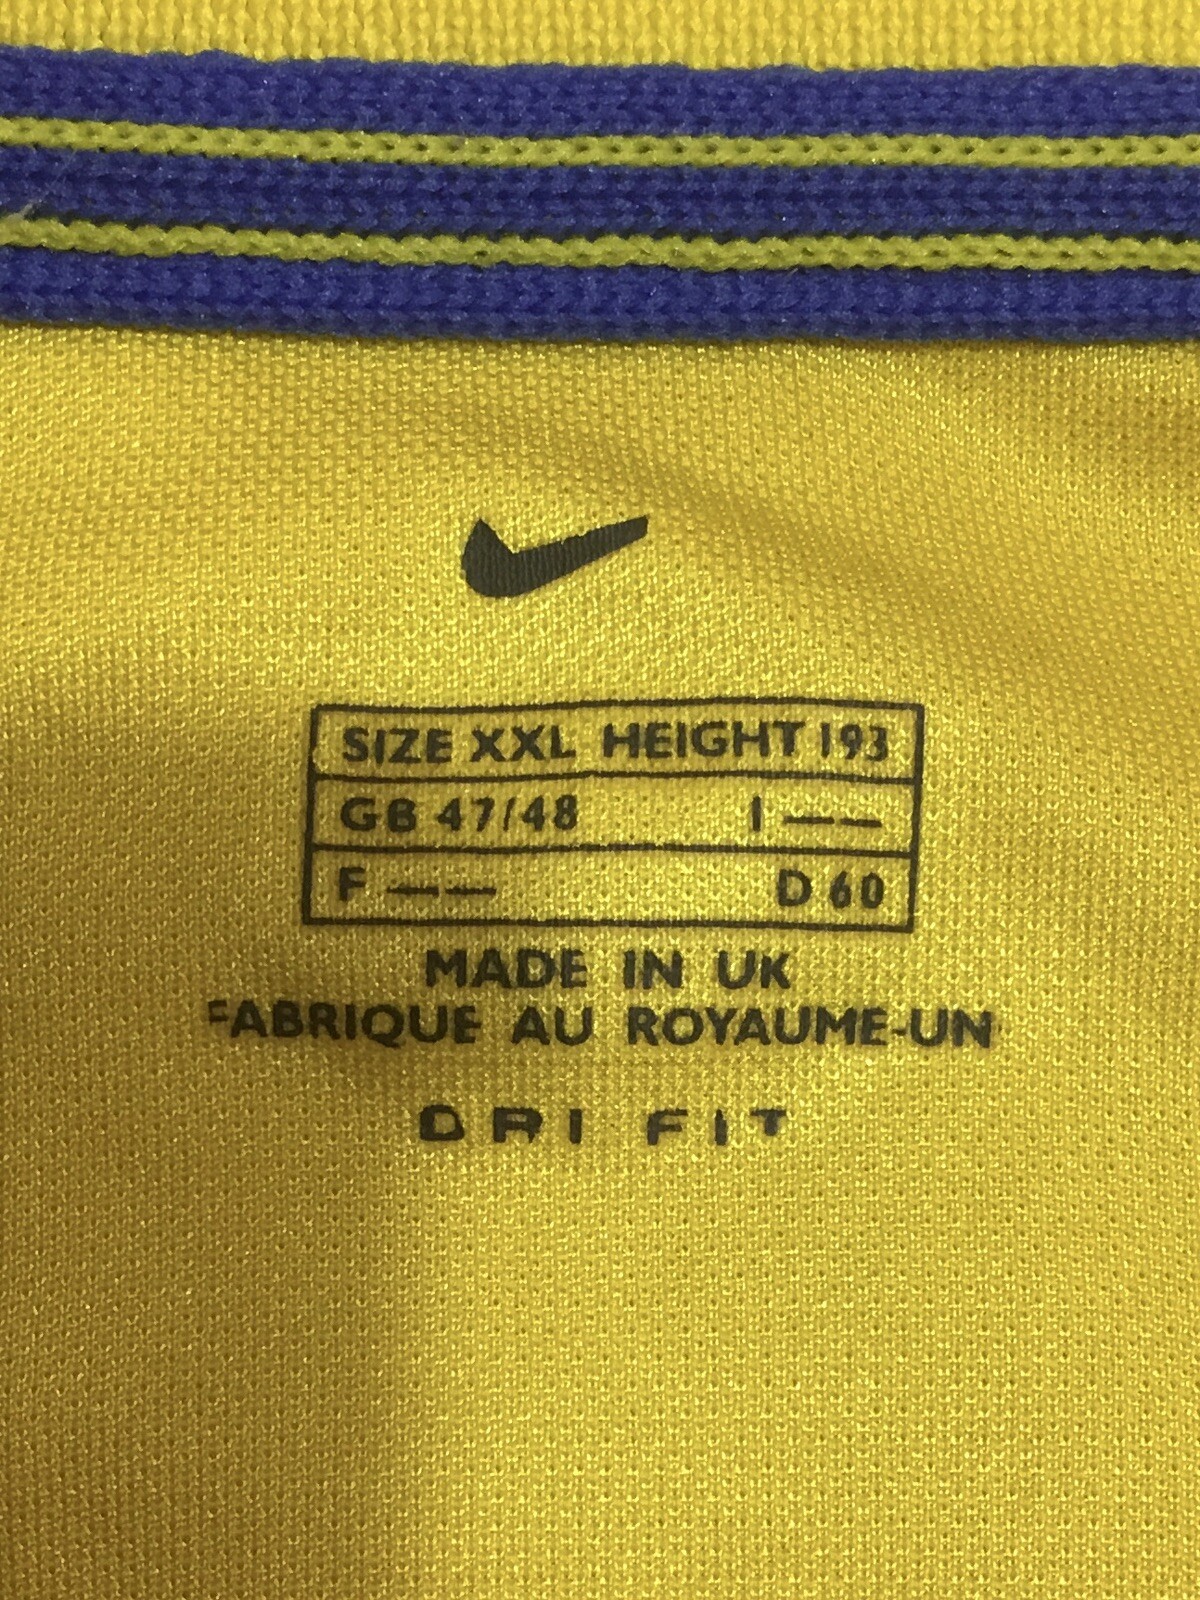 SIZE XXL HEIGHT 193
GB 47/48 I ——
F —— D 60
MADE IN UK
FABRIQUE AU ROYAUME-UN
DRI FIT